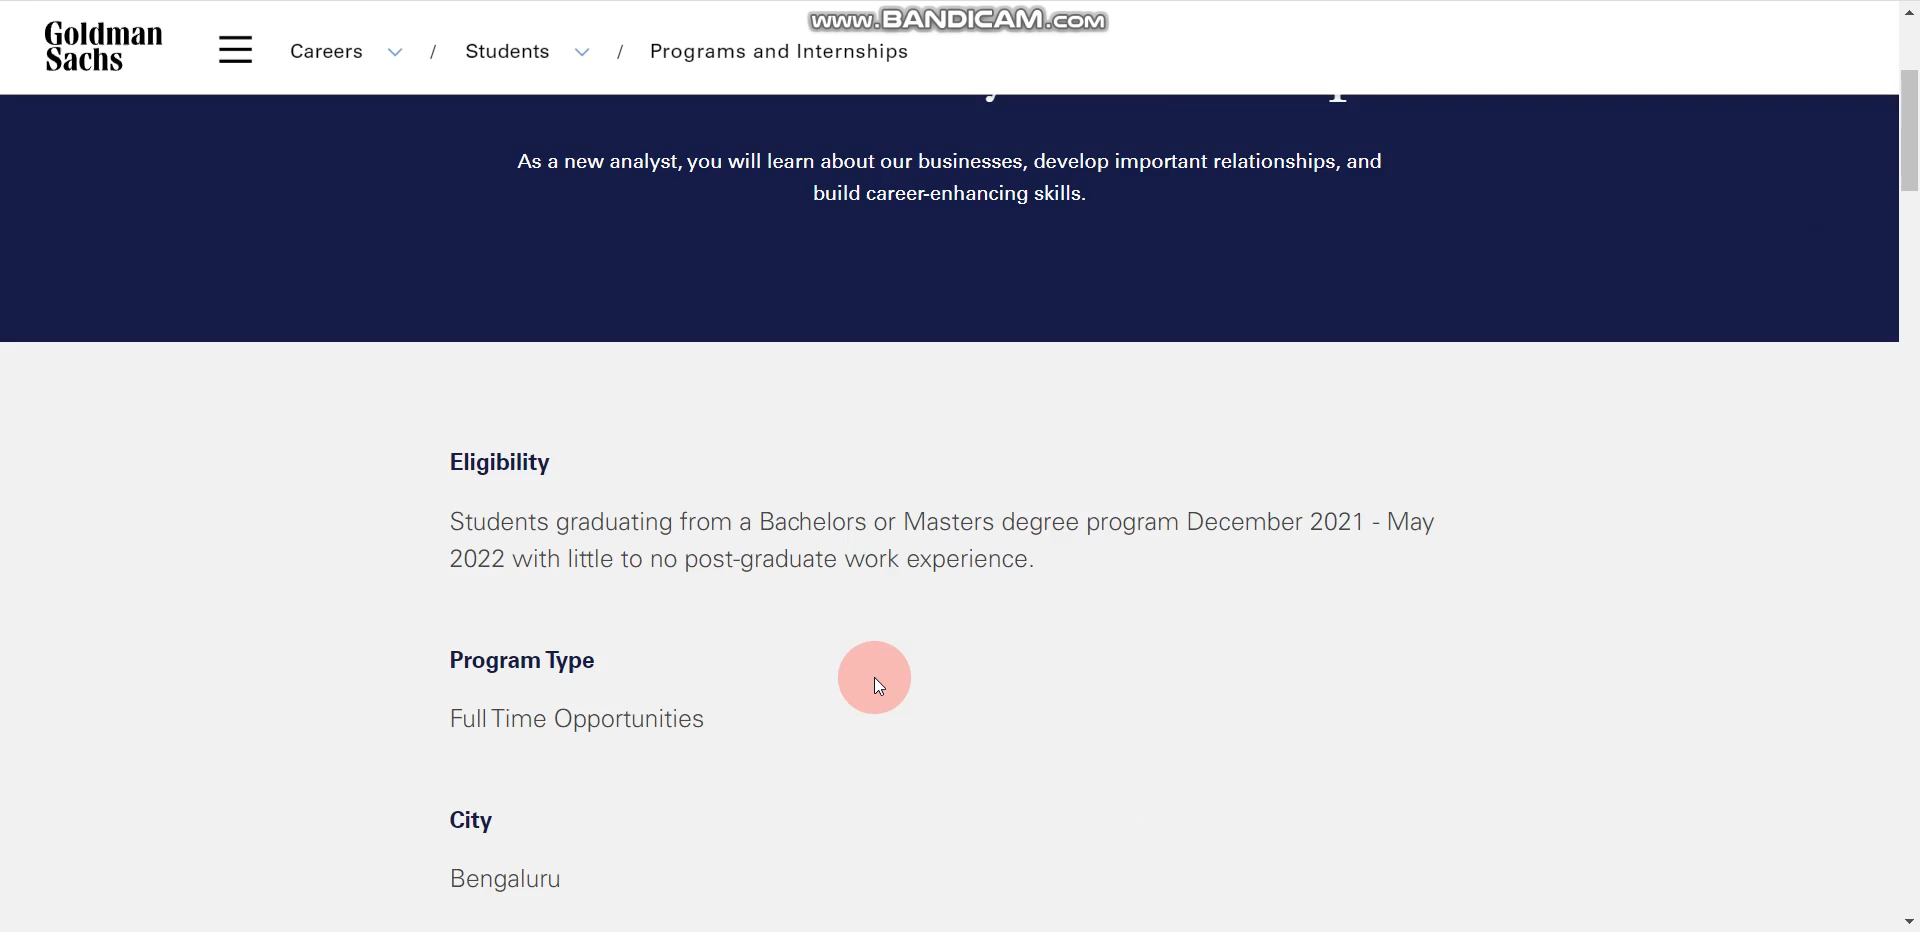 www.BANDICAM.com
Goldman
Sachs
Careers / Students / Programs and Internships
As a new analyst, you will learn about our businesses, develop important relationships, and
build career-enhancing skills.
Eligibility
Students graduating from a Bachelors or Masters degree program December 2021 - May
2022 with little to no post-graduate work experience.
Program Type
Full Time Opportunities
City
Bengaluru